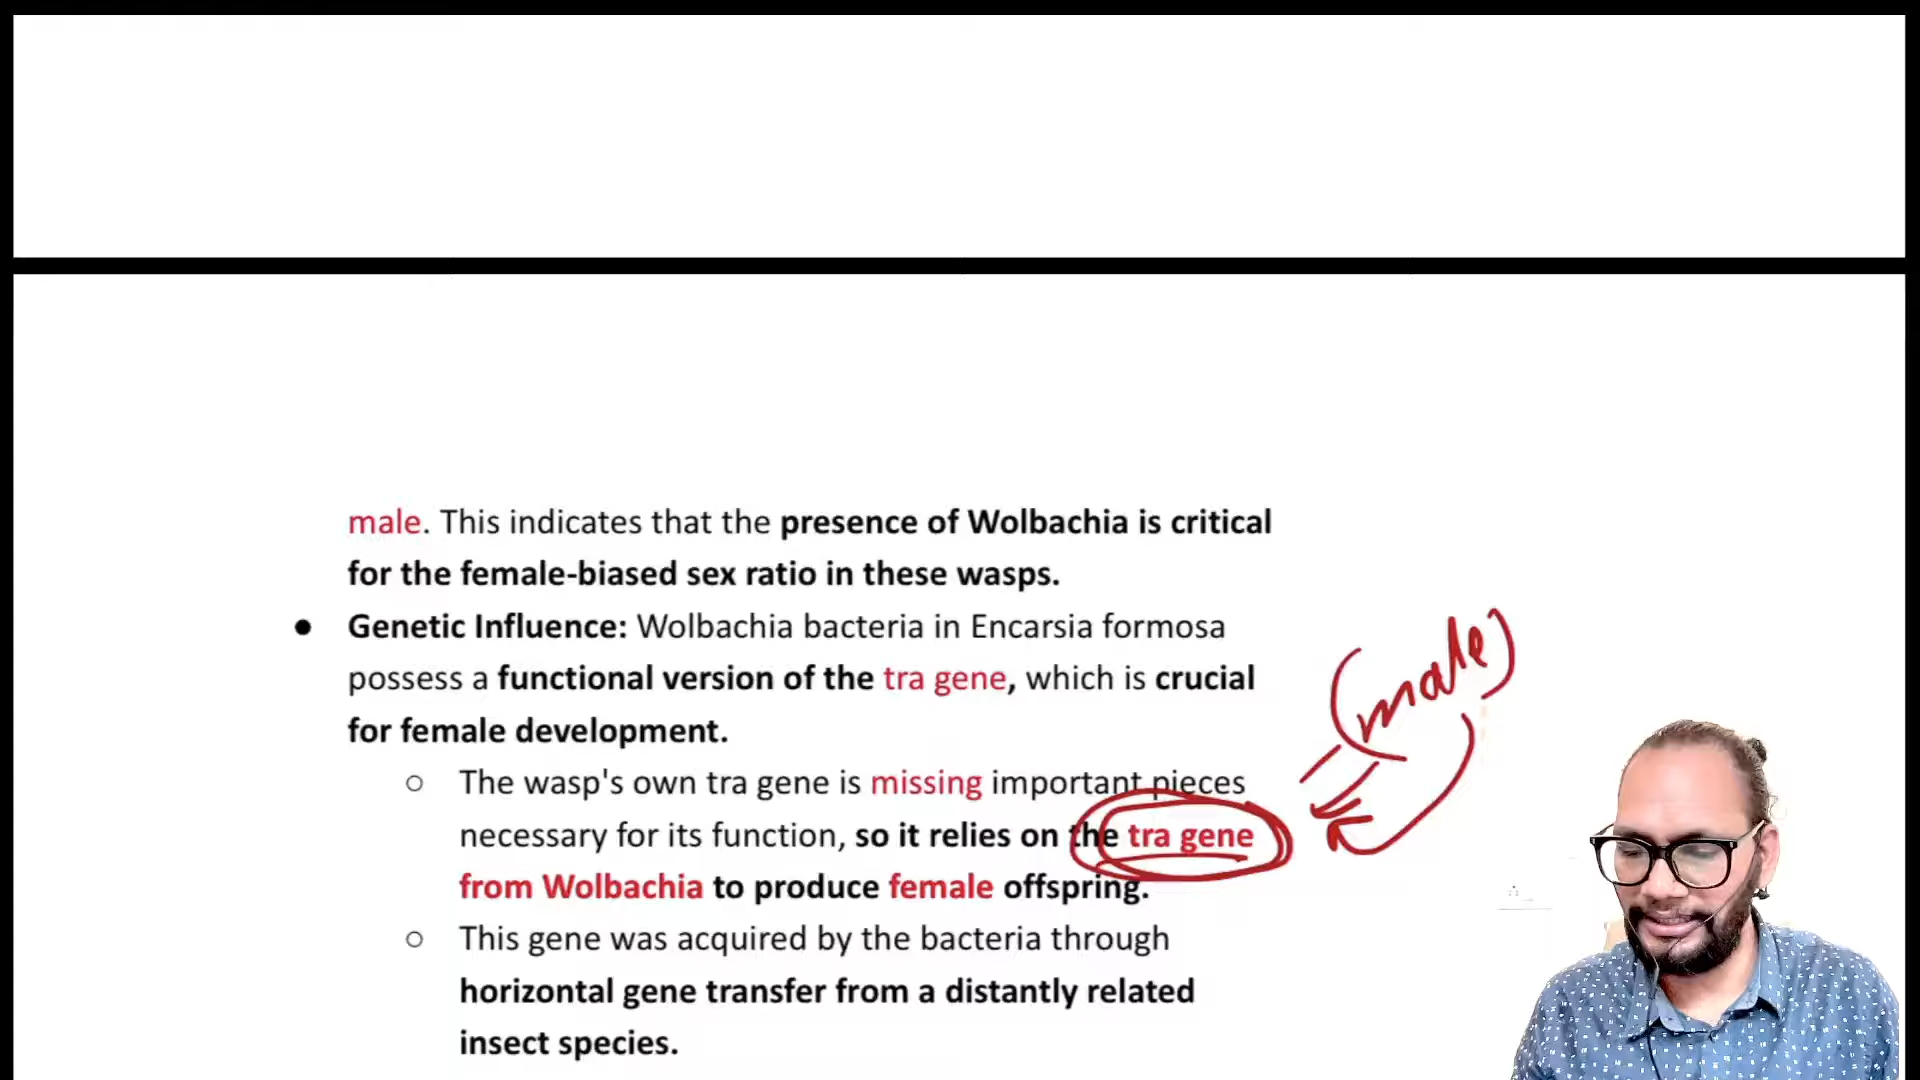 male. This indicates that the presence of Wolbachia is critical
for the female-biased sex ratio in these wasps.
● Genetic Influence: Wolbachia bacteria in Encarsia formosa
possess a functional version of the tra gene, which is crucial
for female development.
(male)
○ The wasp's own tra gene is missing important pieces
necessary for its function, so it relies on the tra gene
from Wolbachia to produce female offspring.
○ This gene was acquired by the bacteria through
horizontal gene transfer from a distantly related
insect species.